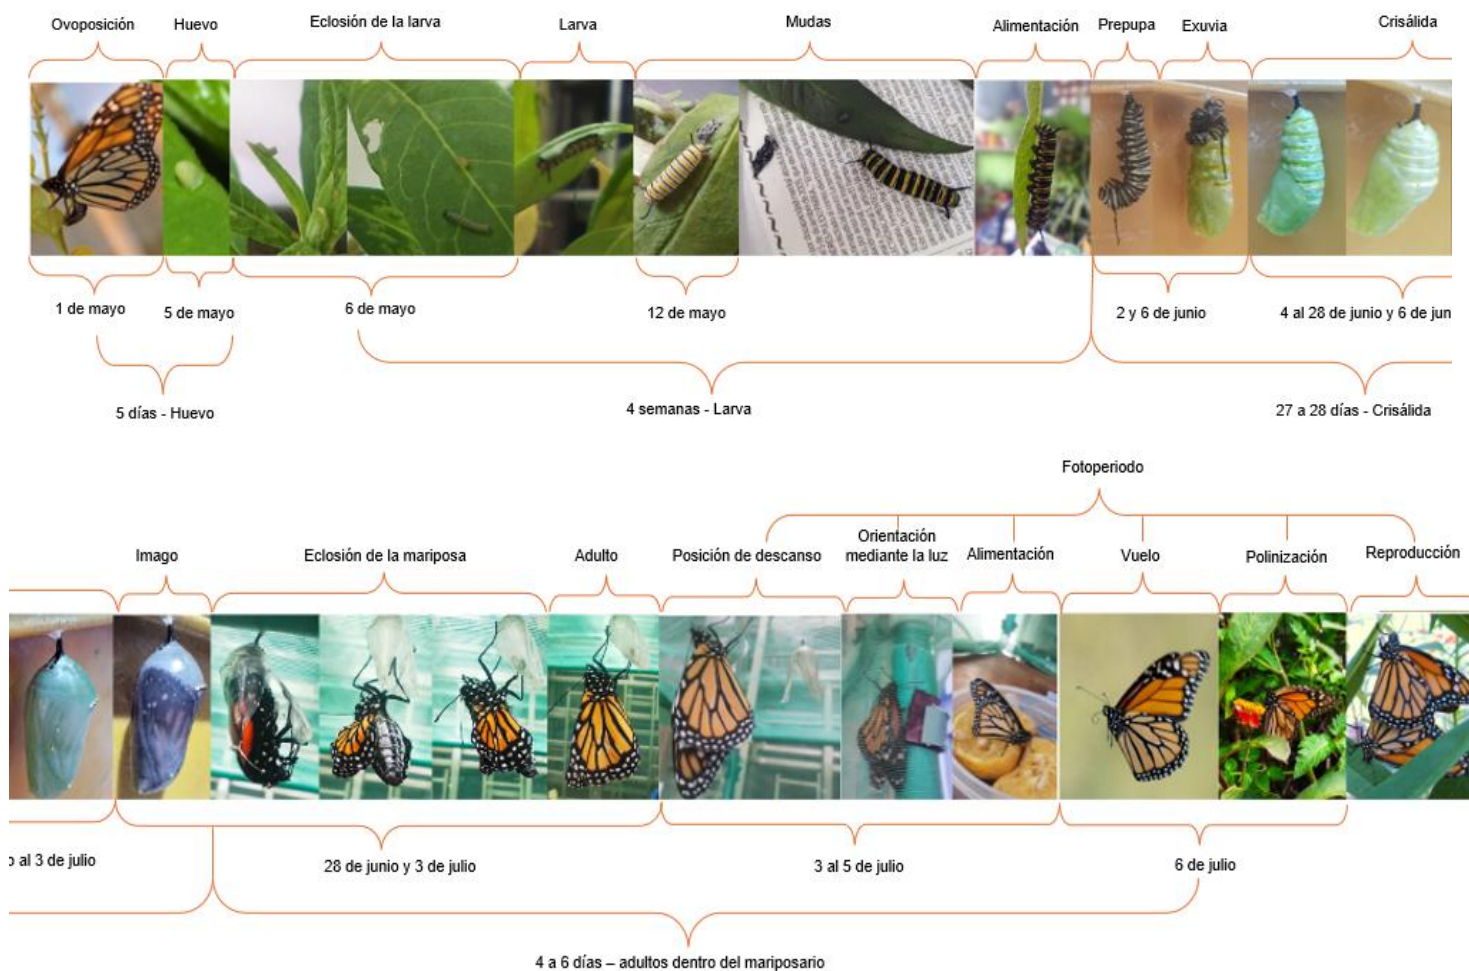 Ovoposición
Huevo
Eclosión de la larva
Larva
Mudas
Alimentación
Prepupa
Exuvia
Crisálida
1 de mayo
5 de mayo
6 de mayo
12 de mayo
2 y 6 de junio
4 al 28 de junio y 6 de jun
5 días - Huevo
4 semanas - Larva
27 a 28 días - Crisálida
Fotoperiodo
Imago
Eclosión de la mariposa
Adulto
Posición de descanso
Orientación
mediante la luz
Alimentación
Vuelo
Polinización
Reproducción
o al 3 de julio
28 de junio y 3 de julio
3 al 5 de julio
6 de julio
4 a 6 días – adultos dentro del mariposario